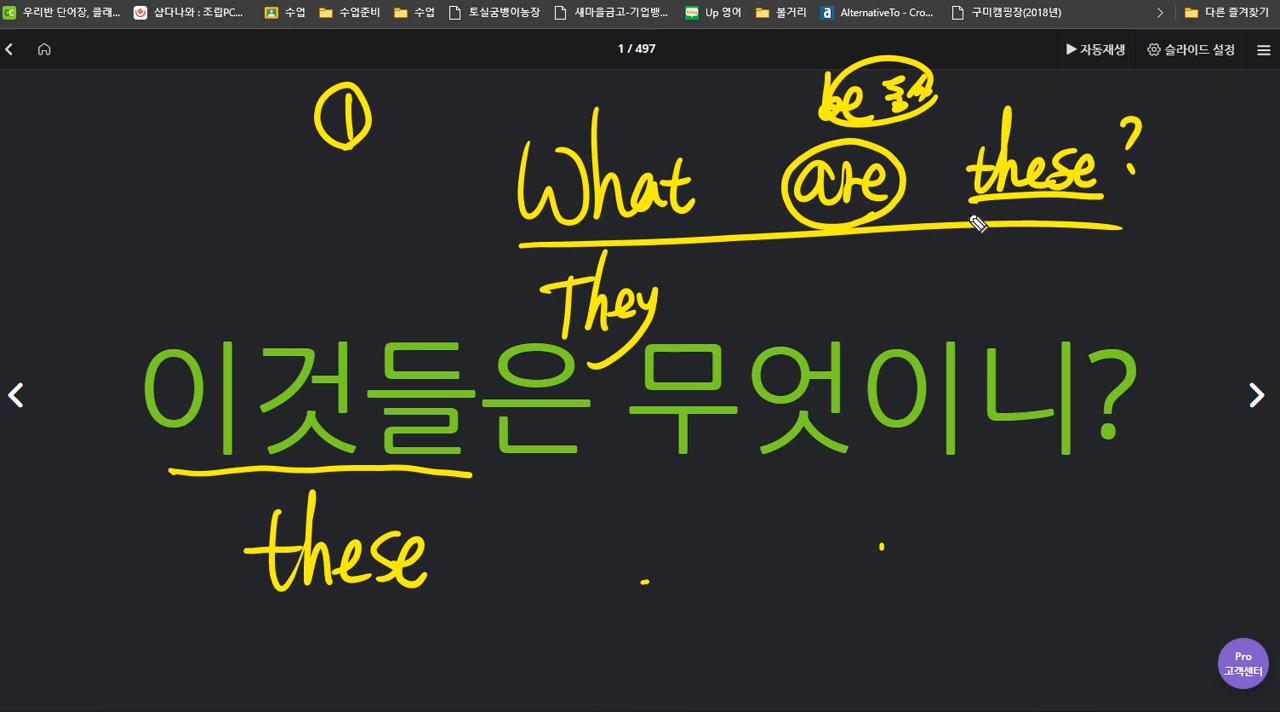 우리반 단어장, 클래... 샵다나와 : 조립PC... 수업 수업준비 수업 토실굼벵이농장 새마을금고-기업뱅... Up 영어 볼거리 AlternativeTo - Cro... 구미캠핑장(2018년) 다른 즐겨찾기
1 / 497 자동재생 슬라이드 설정
① be 동사
What are these?
They
이것들은 무엇이니?
these
Pro
고객센터